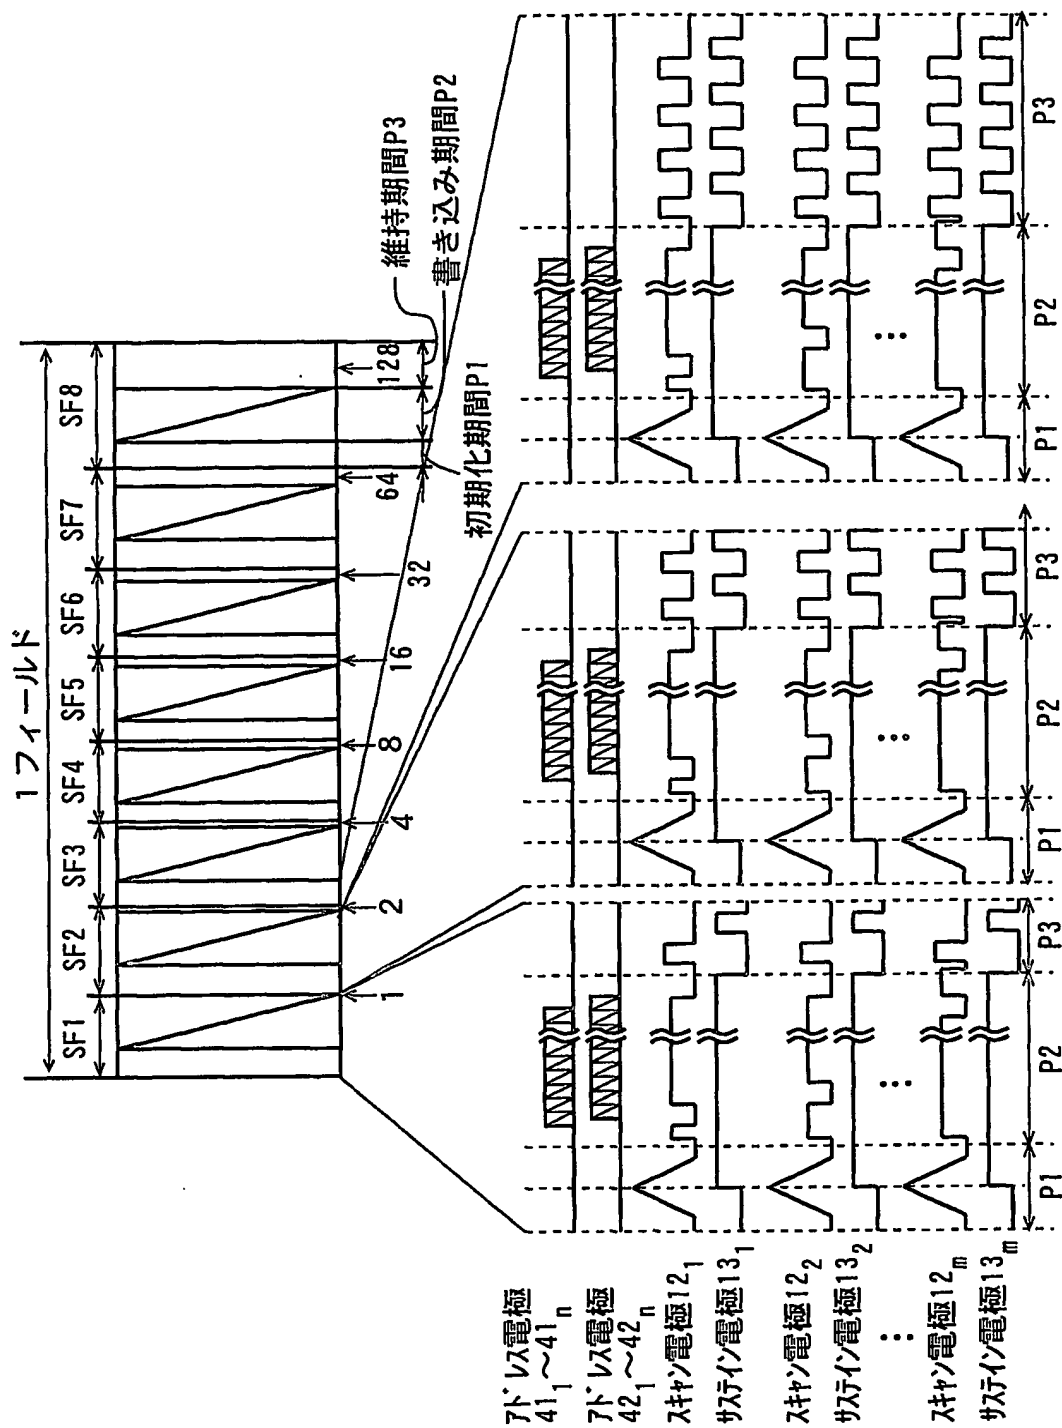 1フィールド
SF1 SF2 SF3 SF4 SF5 SF6 SF7 SF8
1 2 4 8 16 32 64 128
維持期間P3
書き込み期間P2
初期化期間P1
アドレス電極
41₁～41ₙ
アドレス電極
42₁～42ₙ
スキャン電極12₁
サステイン電極13₁
スキャン電極12₂
サステイン電極13₂
⋮
スキャン電極12ₘ
サステイン電極13ₘ
P1 P2 P3 P1 P2 P3 P1 P2 P3